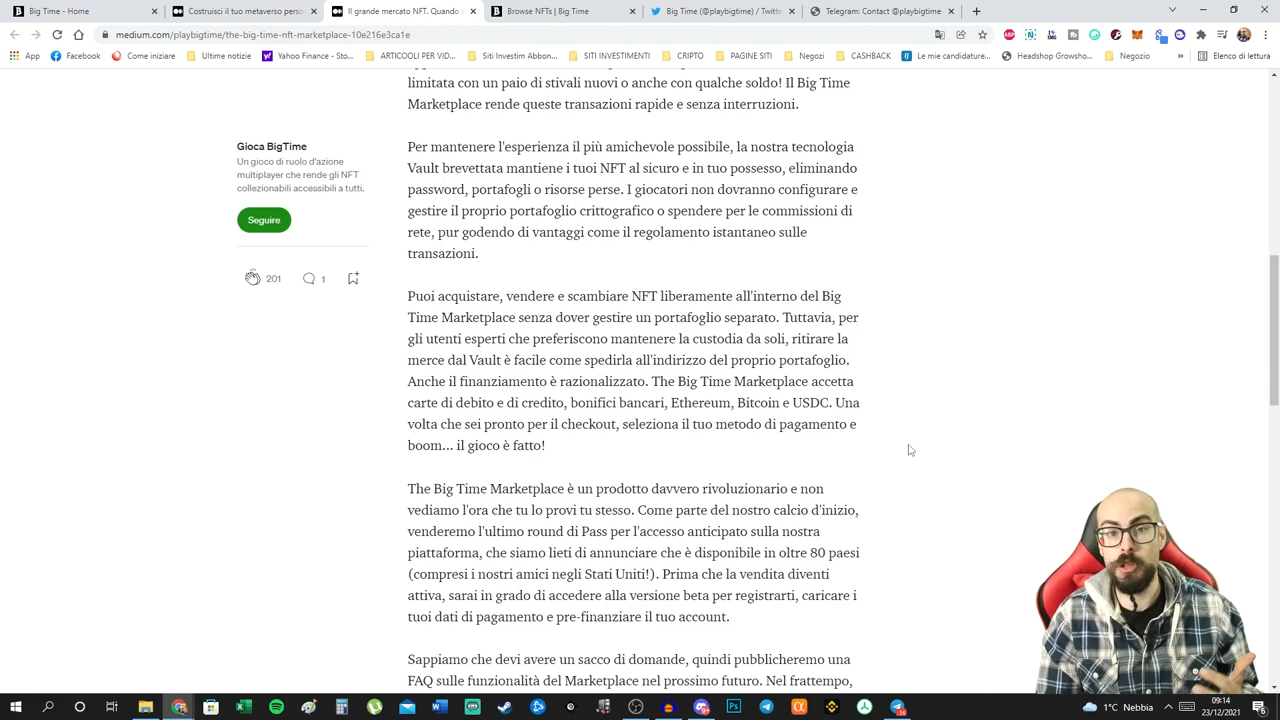 Big Time - Home
Costruisci il tuo metaverso perso
Il grande mercato NFT. Quando
Browse NFTs | Big Time
Big Time (@playbigtime) / Twitte
Telegram: Contact @playbigtime
medium.com/playbigtime/the-big-time-nft-marketplace-10e216e3ca1e
App
Facebook
Come iniziare
Ultime notizie
Yahoo Finance - Sto...
ARTICOOLI PER VID...
Siti Investim Abbon...
SITI INVESTIMENTI
CRIPTO
PAGINE SITI
Negozi
CASHBACK
Le mie candidature...
Headshop Growsho...
Negozio
Elenco di lettura
limitata con un paio di stivali nuovi o anche con qualche soldo! Il Big Time
Marketplace rende queste transazioni rapide e senza interruzioni.
Gioca BigTime
Un gioco di ruolo d'azione
multiplayer che rende gli NFT
collezionabili accessibili a tutti.
Seguire
201
1
Per mantenere l'esperienza il più amichevole possibile, la nostra tecnologia
Vault brevettata mantiene i tuoi NFT al sicuro e in tuo possesso, eliminando
password, portafogli o risorse perse. I giocatori non dovranno configurare e
gestire il proprio portafoglio crittografico o spendere per le commissioni di
rete, pur godendo di vantaggi come il regolamento istantaneo sulle
transazioni.
Puoi acquistare, vendere e scambiare NFT liberamente all'interno del Big
Time Marketplace senza dover gestire un portafoglio separato. Tuttavia, per
gli utenti esperti che preferiscono mantenere la custodia da soli, ritirare la
merce dal Vault è facile come spedirla all'indirizzo del proprio portafoglio.
Anche il finanziamento è razionalizzato. The Big Time Marketplace accetta
carte di debito e di credito, bonifici bancari, Ethereum, Bitcoin e USDC. Una
volta che sei pronto per il checkout, seleziona il tuo metodo di pagamento e
boom... il gioco è fatto!
The Big Time Marketplace è un prodotto davvero rivoluzionario e non
vediamo l'ora che tu lo provi tu stesso. Come parte del nostro calcio d'inizio,
venderemo l'ultimo round di Pass per l'accesso anticipato sulla nostra
piattaforma, che siamo lieti di annunciare che è disponibile in oltre 80 paesi
(compresi i nostri amici negli Stati Uniti!). Prima che la vendita diventi
attiva, sarai in grado di accedere alla versione beta per registrarti, caricare i
tuoi dati di pagamento e pre-finanziare il tuo account.
Sappiamo che devi avere un sacco di domande, quindi pubblicheremo una
FAQ sulle funzionalità del Marketplace nel prossimo futuro. Nel frattempo,
1°C Nebbia
09:14
23/12/2021